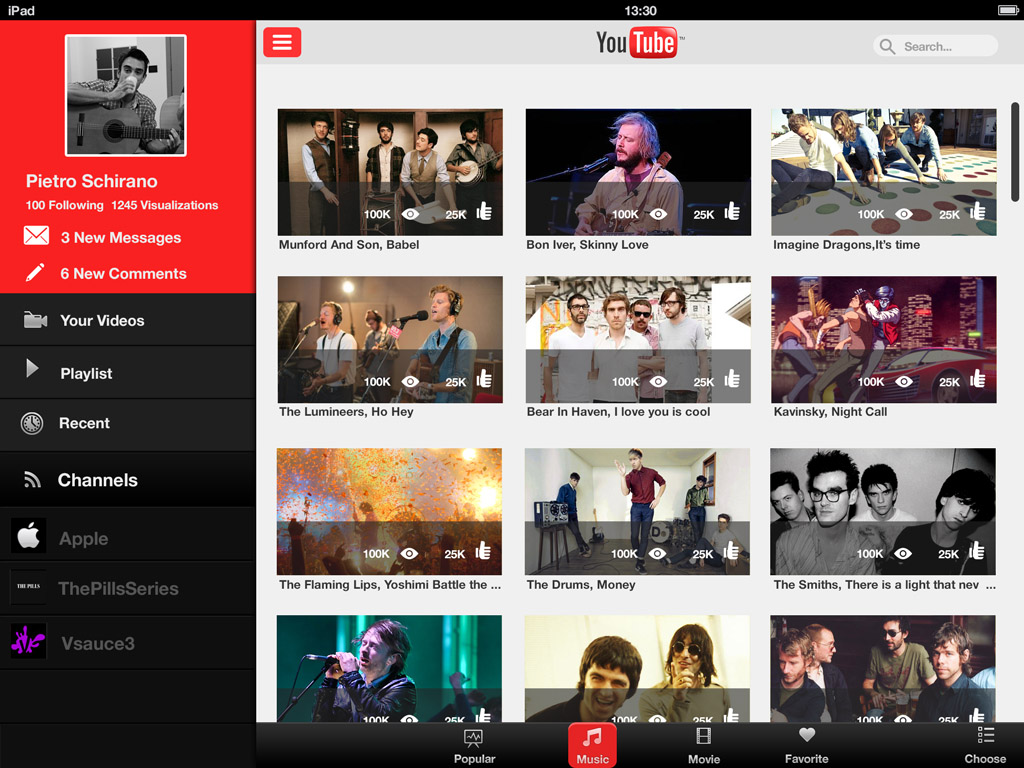 iPad 13:30
YouTube™
Search...
Pietro Schirano
100 Following 1245 Visualizations
3 New Messages
6 New Comments
Your Videos
Playlist
Recent
Channels
Apple
THE PILLS ThePillsSeries
Vsauce3
100K 25K
Munford And Son, Babel
100K 25K
Bon Iver, Skinny Love
100K 25K
Imagine Dragons,It's time
100K 25K
The Lumineers, Ho Hey
100K 25K
Bear In Haven, I love you is cool
100K 25K
Kavinsky, Night Call
100K 25K
The Flaming Lips, Yoshimi Battle the ...
100K 25K
The Drums, Money
100K 25K
The Smiths, There is a light that nev ...
100K 25K
100K 25K
100K 25K
Popular
Music
Movie
Favorite
Choose